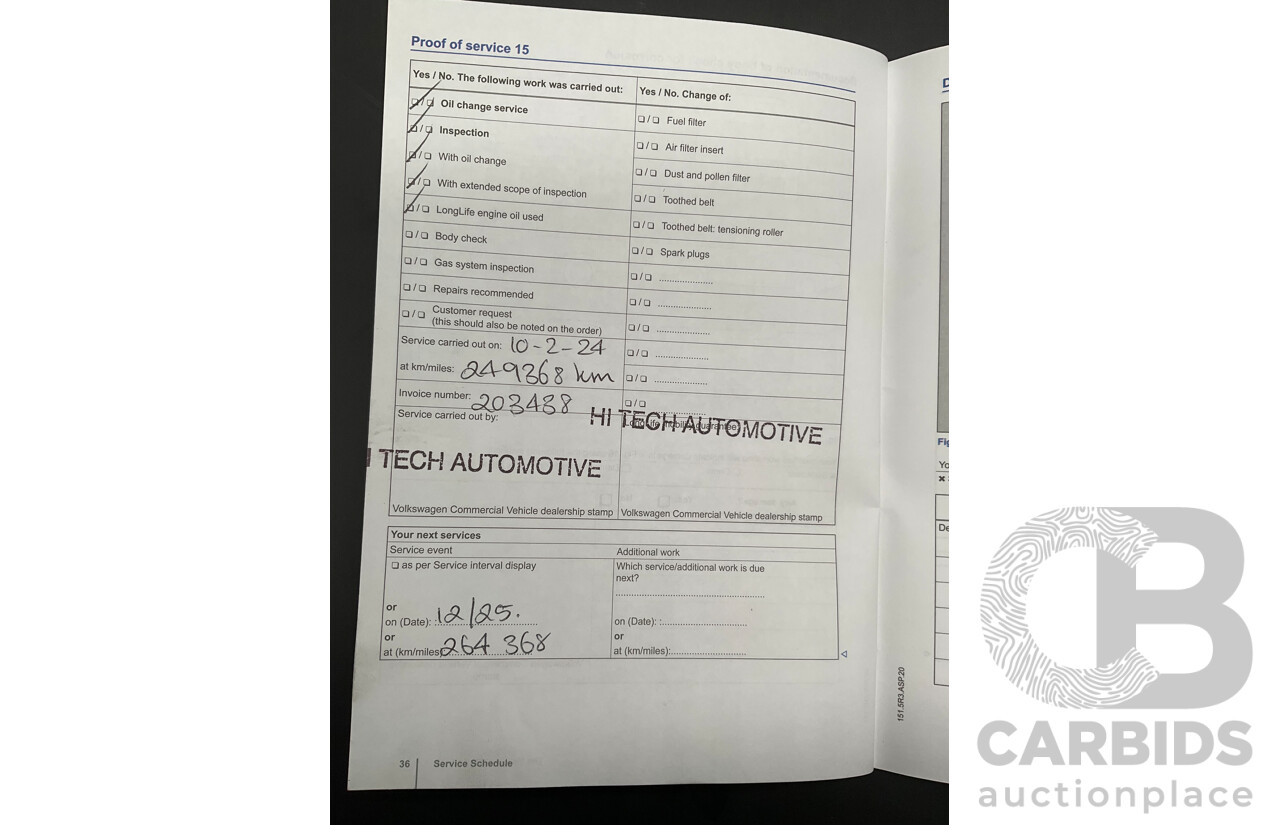 Proof of service 15
Yes / No. The following work was carried out:
❑ / ❑ Oil change service
❑ / ❑ Inspection
❑ / ❑ With oil change
❑ / ❑ With extended scope of inspection
❑ / ❑ LongLife engine oil used
❑ / ❑ Body check
❑ / ❑ Gas system inspection
❑ / ❑ Repairs recommended
❑ / ❑ Customer request
(this should also be noted on the order)
Service carried out on: 10-2-24
at km/miles: 249368 km
Invoice number: 203438
Service carried out by:
I TECH AUTOMOTIVE
Volkswagen Commercial Vehicle dealership stamp
Yes / No. Change of:
❑ / ❑ Fuel filter
❑ / ❑ Air filter insert
❑ / ❑ Dust and pollen filter
❑ / ❑ Toothed belt
❑ / ❑ Toothed belt: tensioning roller
❑ / ❑ Spark plugs
❑ / ❑ .....................
❑ / ❑ .....................
❑ / ❑ .....................
❑ / ❑ .....................
❑ / ❑ .....................
❑ / ❑
HI TECH AUTOMOTIVE
Volkswagen Commercial Vehicle dealership stamp
Your next services
Service event
❑ as per Service interval display
or
on (Date): 12/25.
or
at (km/miles 264 368
Additional work
Which service/additional work is due
next?
on (Date): :................................
or
at (km/miles):.............................
151.5R3.ASP.20
36 Service Schedule
Fig
Yo
De
CB
CARBIDS
auctionplace